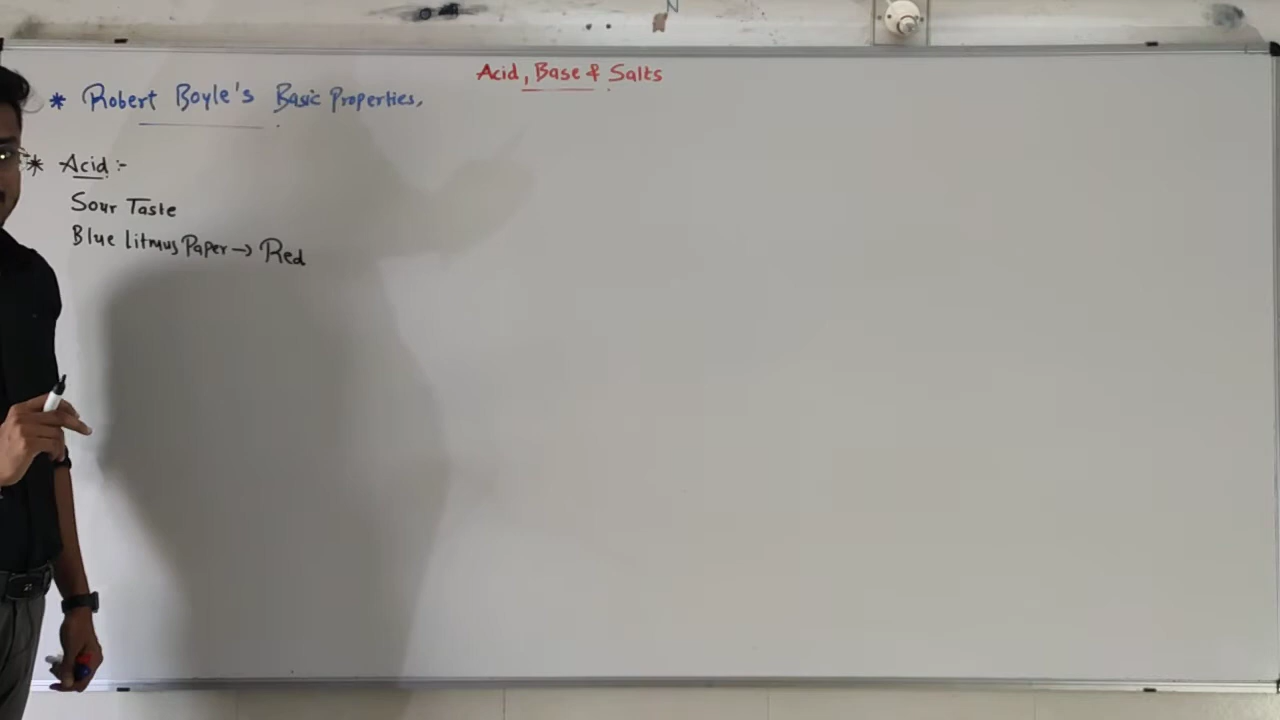 Acid, Base & Salts
* Robert Boyle's Basic Properties,
* Acid :-
Sour Taste
Blue Litmus Paper → Red